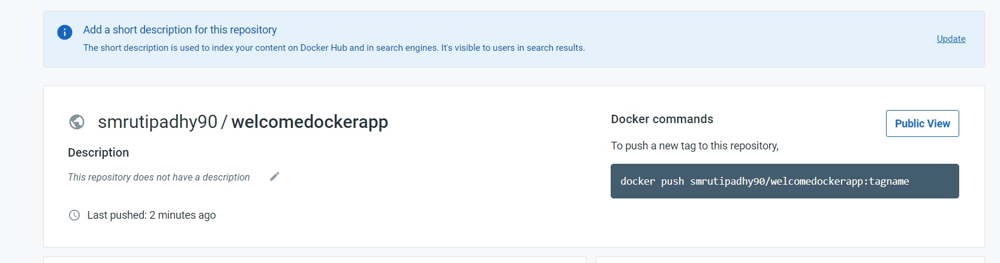 Add a short description for this repository
The short description is used to index your content on Docker Hub and in search engines. It's visible to users in search results.
Update
smrutipadhy90 / welcomedockerapp
Description
This repository does not have a description
Last pushed: 2 minutes ago
Docker commands
Public View
To push a new tag to this repository,
docker push smrutipadhy90/welcomedockerapp:tagname